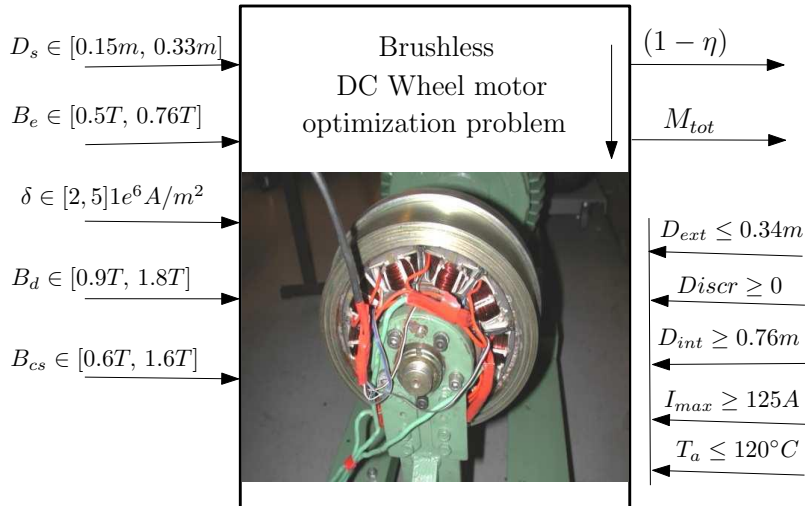 Brushless
DC Wheel motor
optimization problem
D_s ∈ [0.15m, 0.33m]
B_e ∈ [0.5T, 0.76T]
δ ∈ [2, 5]1e^6 A/m^2
B_d ∈ [0.9T, 1.8T]
B_cs ∈ [0.6T, 1.6T]
(1 − η)
M_tot
D_ext ≤ 0.34m
Discr ≥ 0
D_int ≥ 0.76m
I_max ≥ 125A
T_a ≤ 120°C